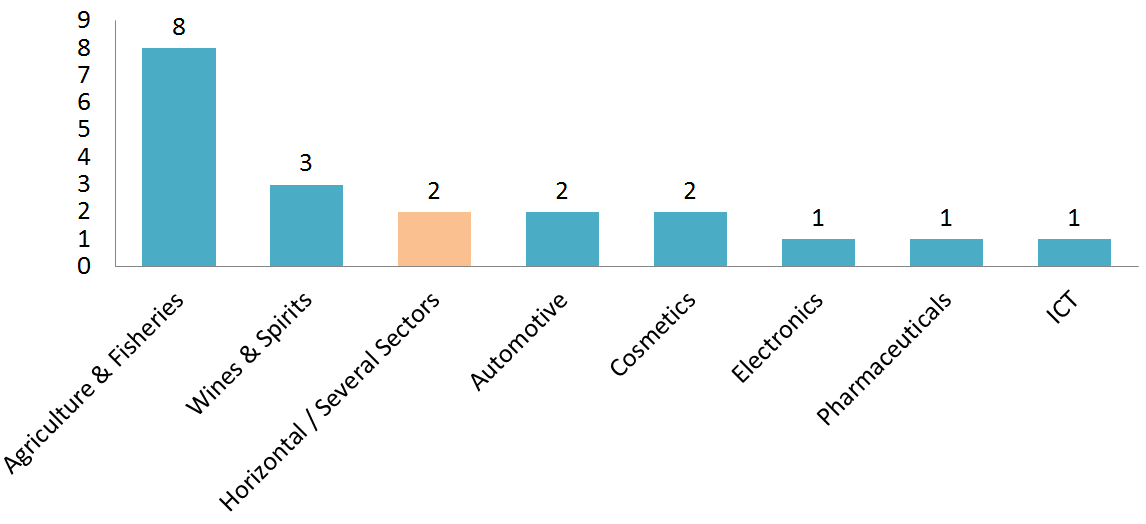 9
8
7
6
5
4
3
2
1
0
8
3
2
2
2
1
1
1
Agriculture & Fisheries
Wines & Spirits
Horizontal / Several Sectors
Automotive
Cosmetics
Electronics
Pharmaceuticals
ICT